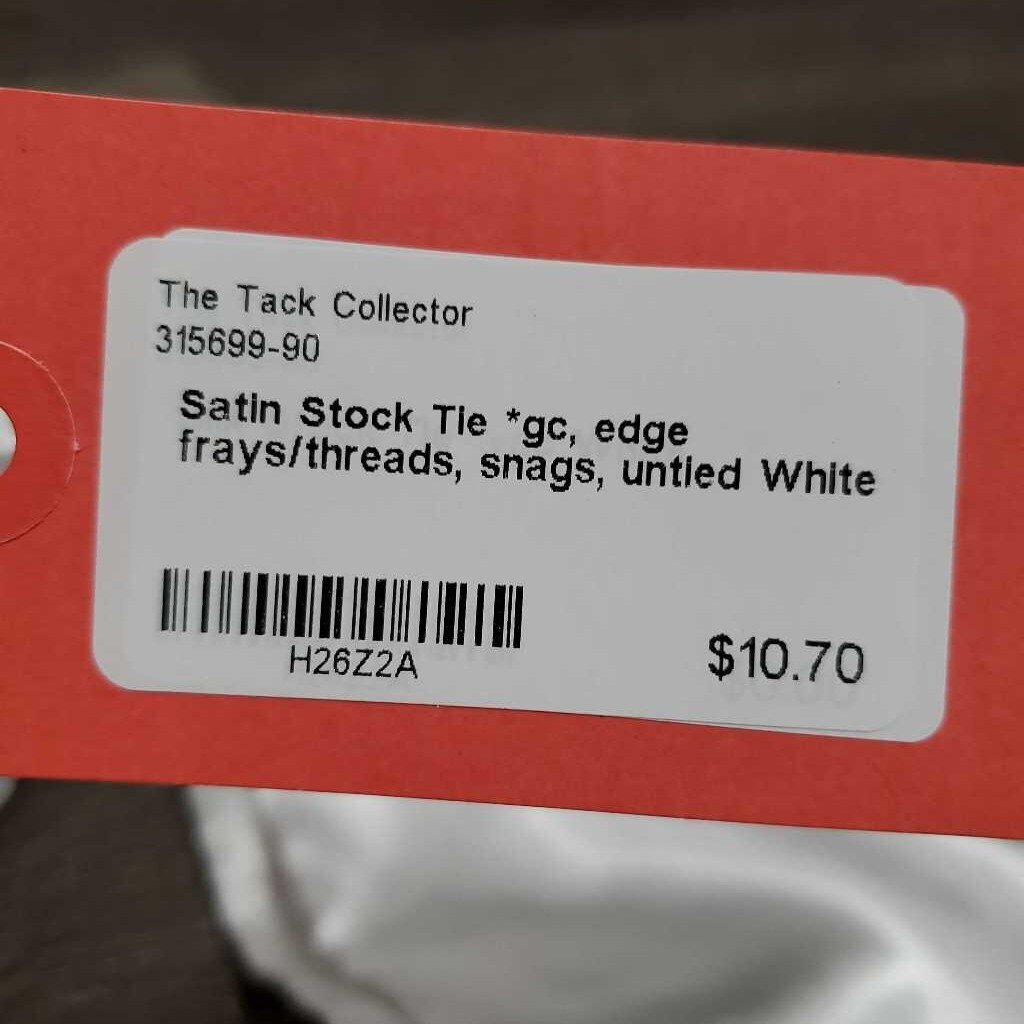 The Tack Collector
315699-90
Satin Stock Tie *gc, edge
frays/threads, snags, untied White
H26Z2A
$10.70